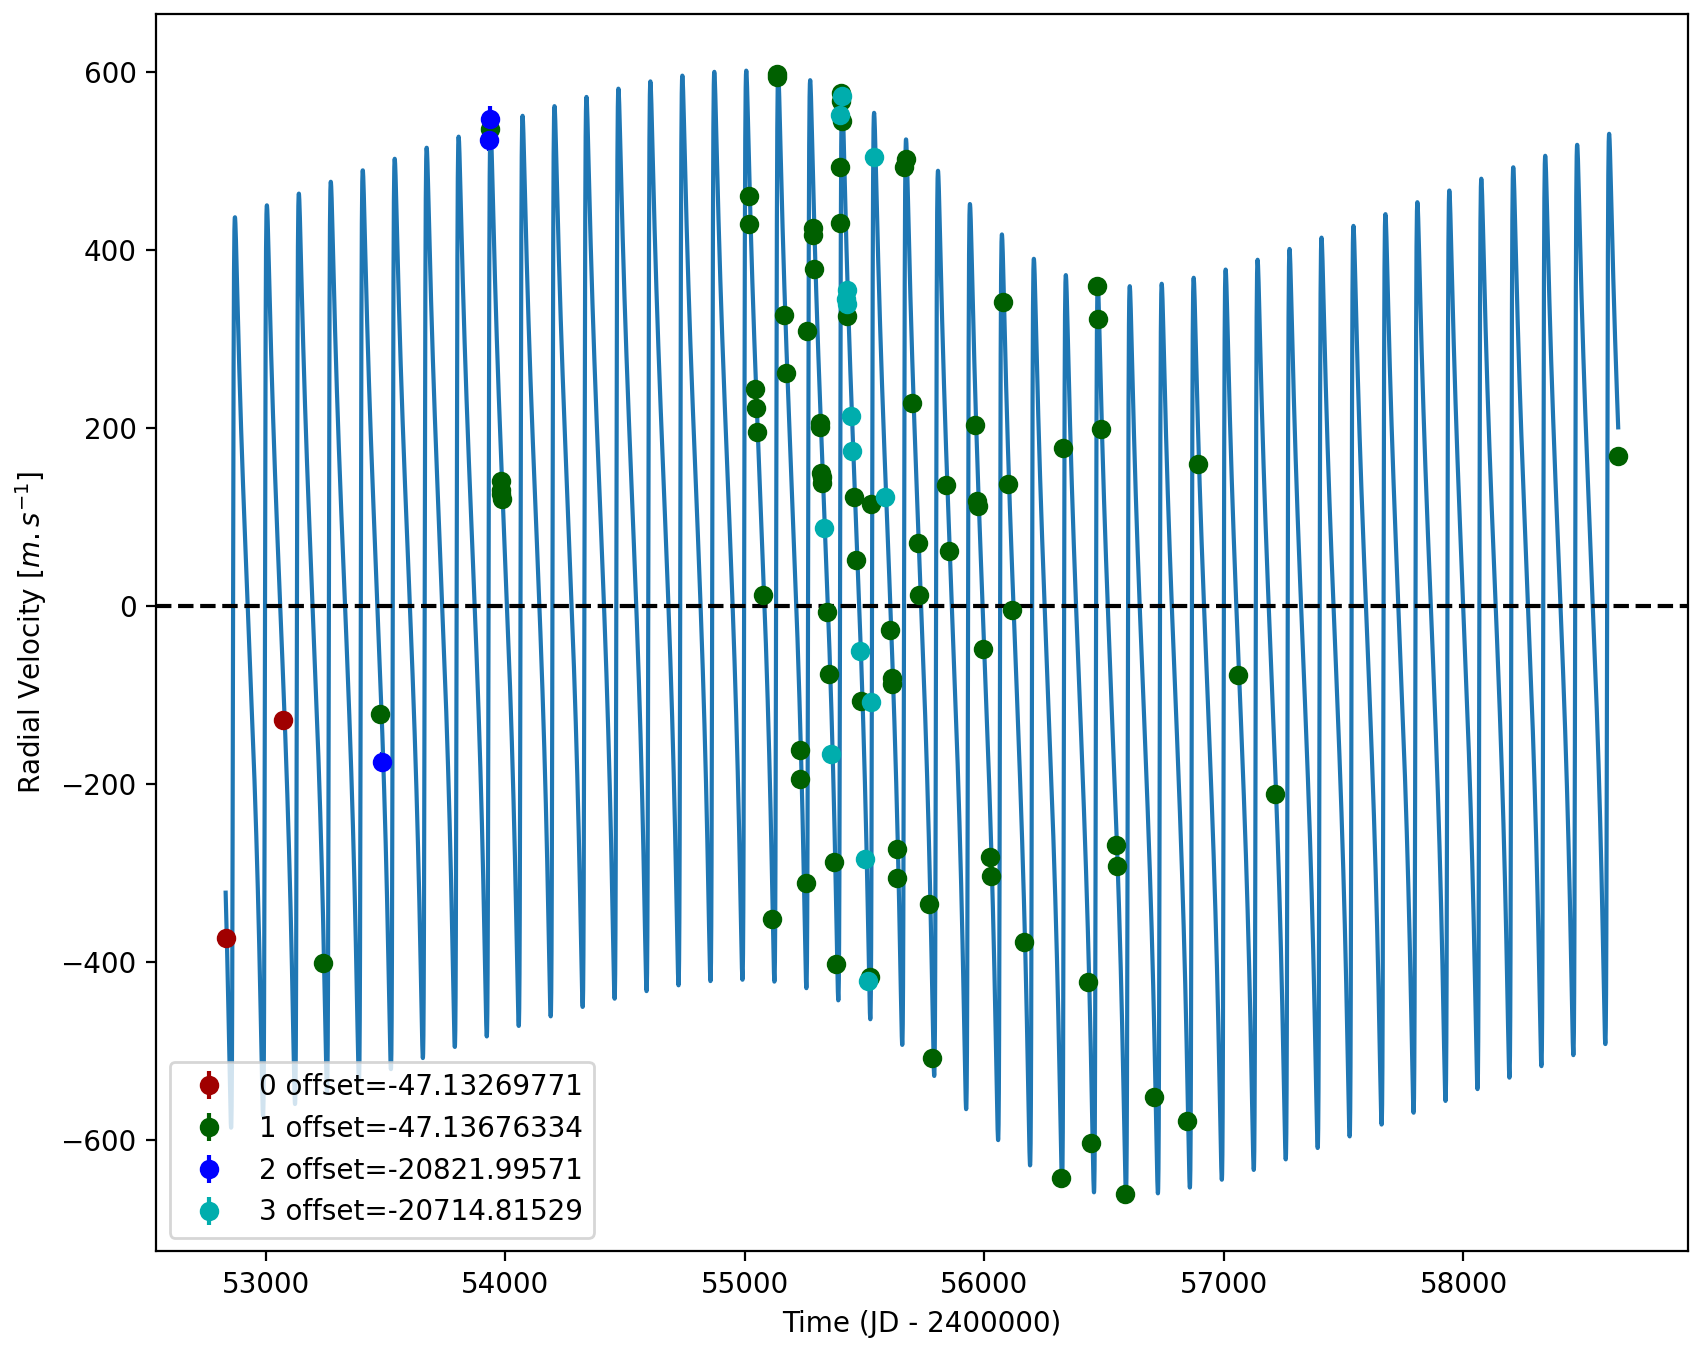 600
400
200
0
−200
−400
−600
Radial Velocity [m.s⁻¹]
0 offset=-47.13269771
1 offset=-47.13676334
2 offset=-20821.99571
3 offset=-20714.81529
53000 54000 55000 56000 57000 58000
Time (JD - 2400000)